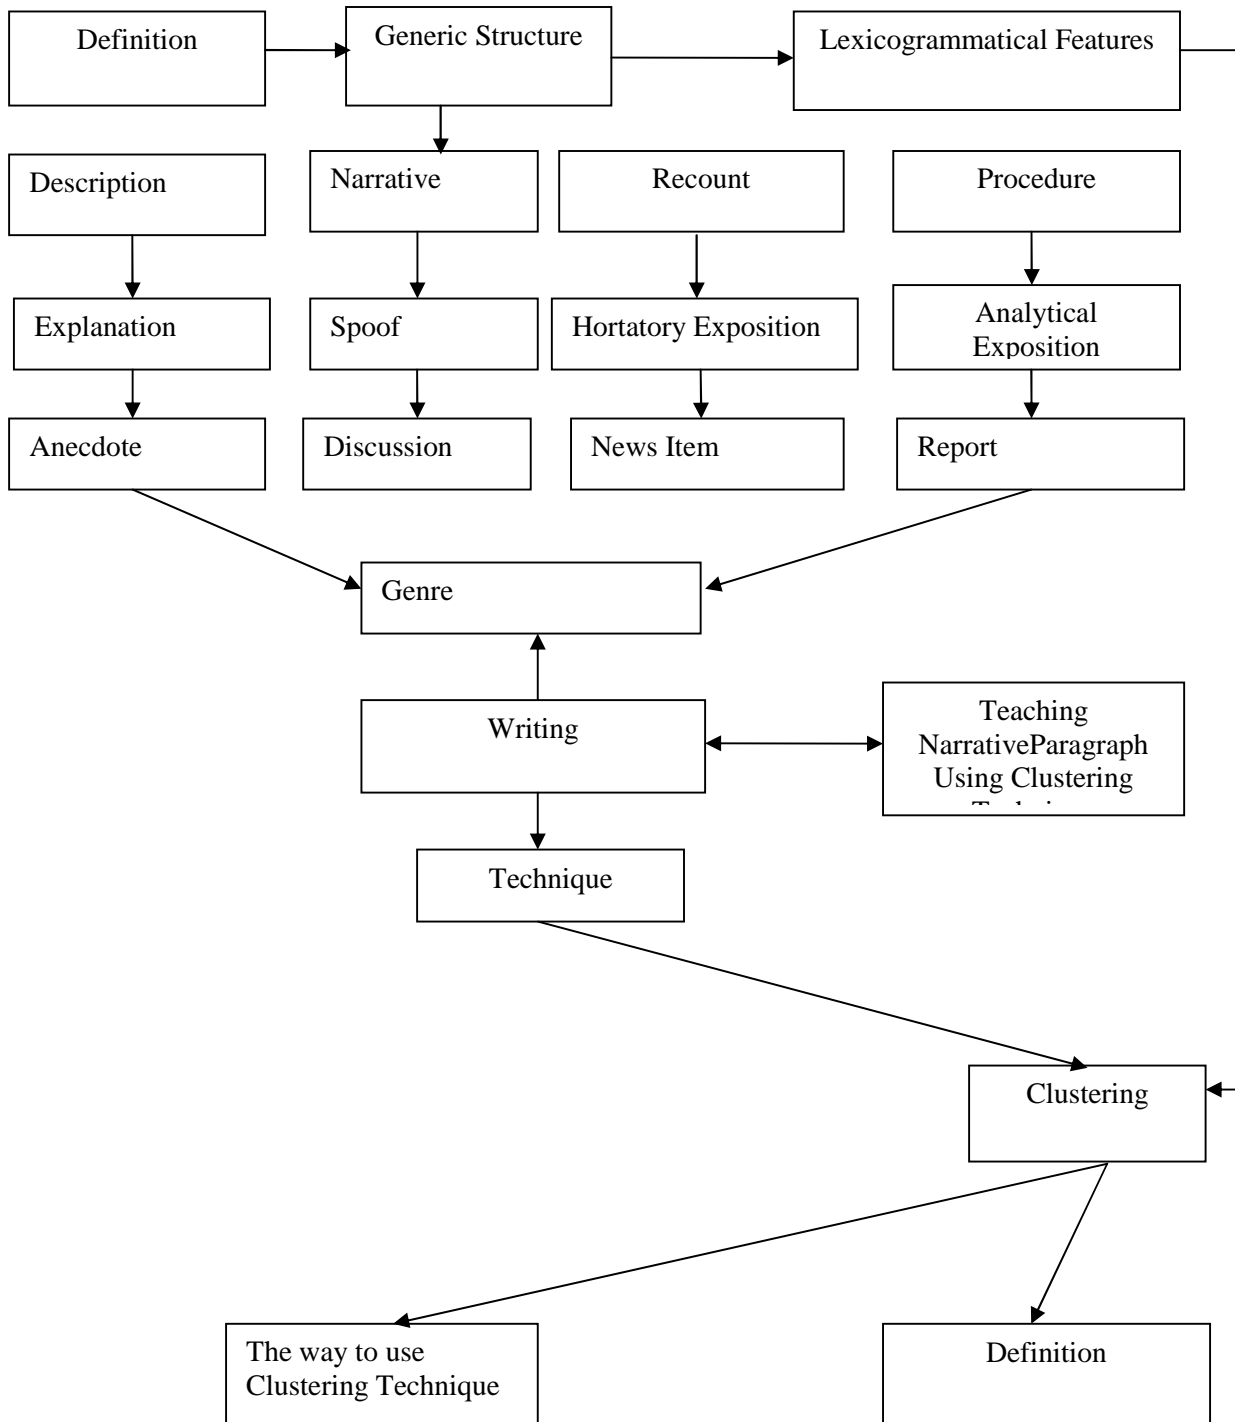 Definition
Generic Structure
Lexicogrammatical Features
Description
Narrative
Recount
Procedure
Explanation
Spoof
Hortatory Exposition
Analytical
Exposition
Anecdote
Discussion
News Item
Report
Genre
Writing
Teaching
NarrativeParagraph
Using Clustering
Technique
Clustering
The way to use
Clustering Technique
Definition